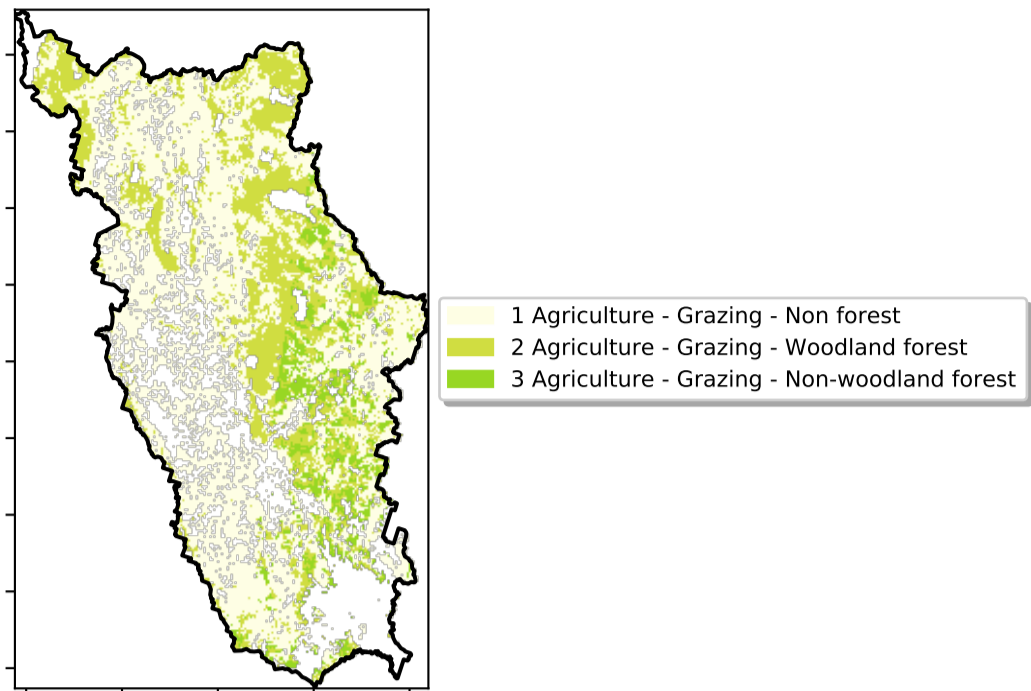 1 Agriculture - Grazing - Non forest
2 Agriculture - Grazing - Woodland forest
3 Agriculture - Grazing - Non-woodland forest